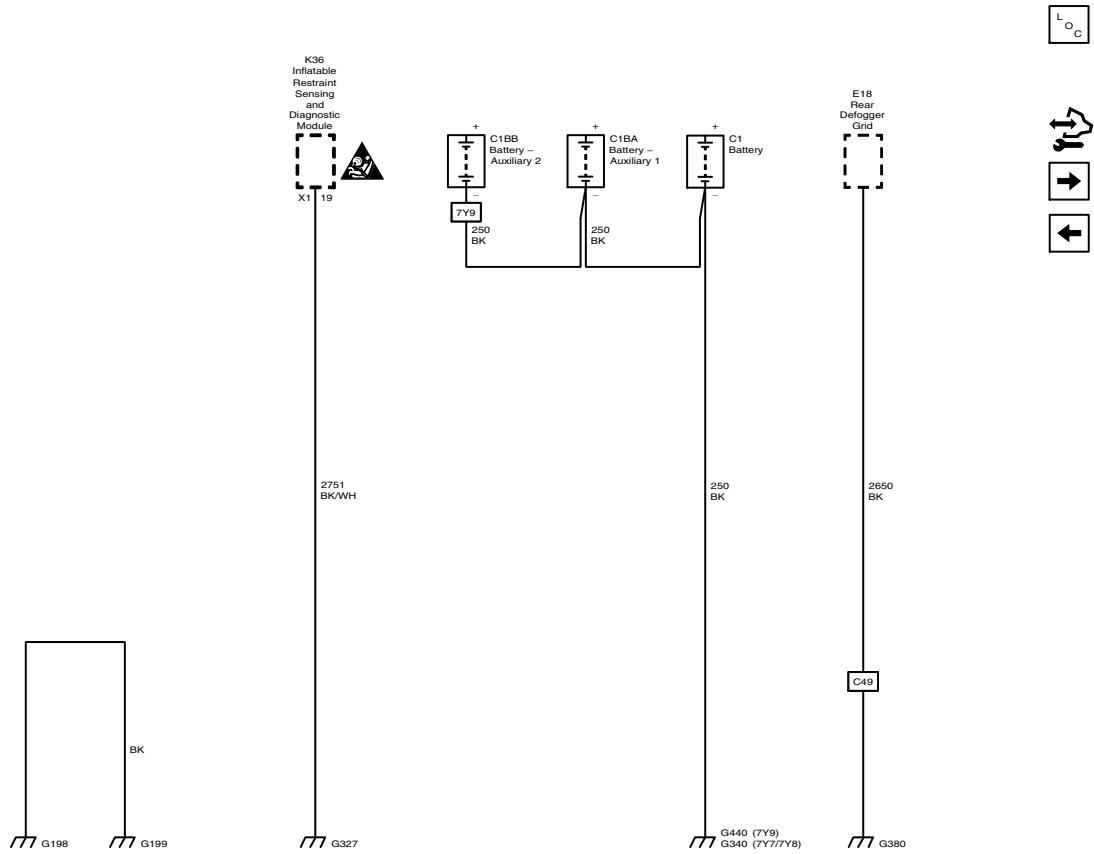 L
O
C
K36
Inflatable
Restraint
Sensing
and
Diagnostic
Module
X1 19
2751
BK/WH
+
C1BB
Battery –
Auxiliary 2
–
7Y9
250
BK
+
C1BA
Battery –
Auxiliary 1
–
250
BK
+
C1
Battery
–
250
BK
E18
Rear
Defogger
Grid
2650
BK
C49
BK
G198
G199
G327
G440 (7Y9)
G340 (7Y7/7Y8)
G380